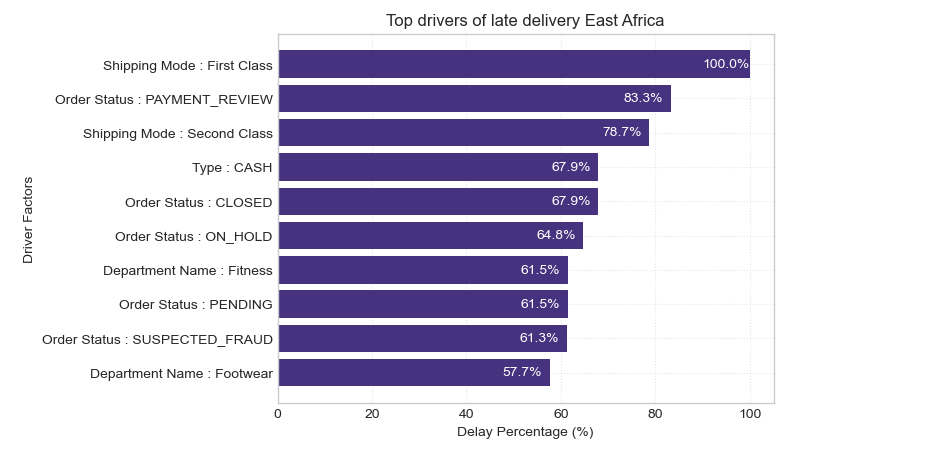 Top drivers of late delivery East Africa
Driver Factors
Shipping Mode : First Class 100.0%
Order Status : PAYMENT_REVIEW 83.3%
Shipping Mode : Second Class 78.7%
Type : CASH 67.9%
Order Status : CLOSED 67.9%
Order Status : ON_HOLD 64.8%
Department Name : Fitness 61.5%
Order Status : PENDING 61.5%
Order Status : SUSPECTED_FRAUD 61.3%
Department Name : Footwear 57.7%
0 20 40 60 80 100
Delay Percentage (%)